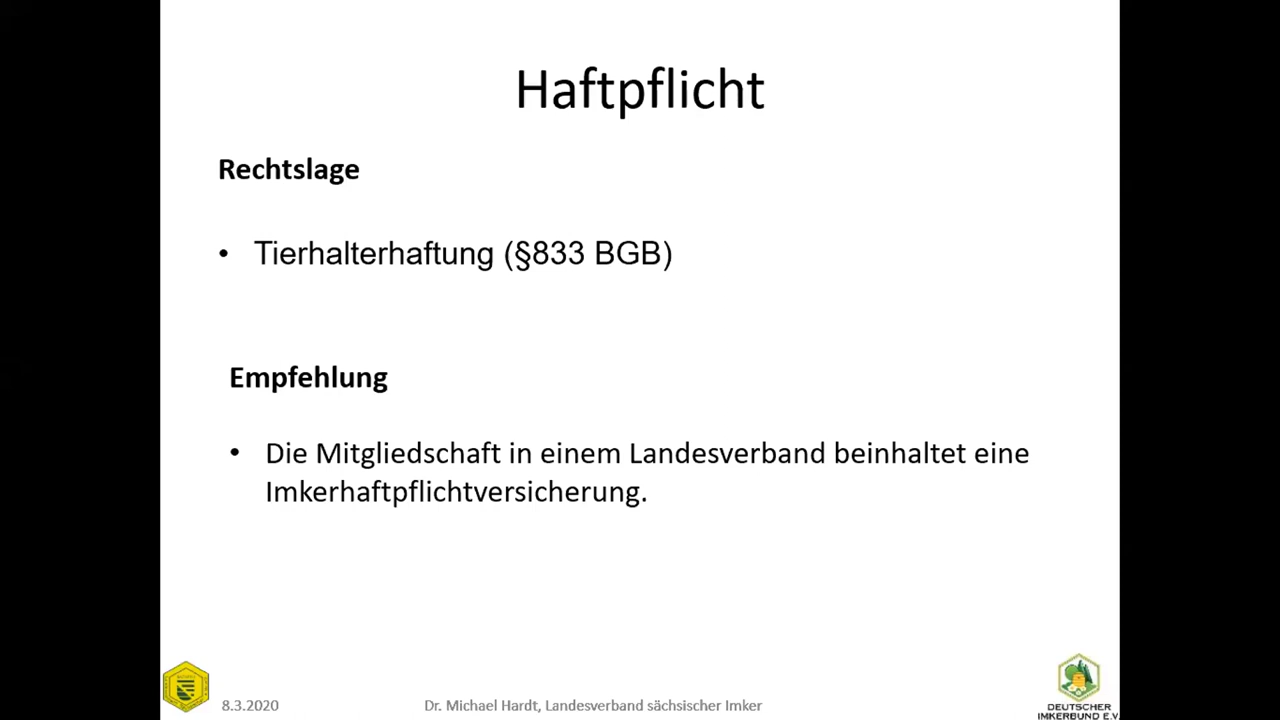 Haftpflicht
Rechtslage
• Tierhalterhaftung (§833 BGB)
Empfehlung
• Die Mitgliedschaft in einem Landesverband beinhaltet eine
Imkerhaftpflichtversicherung.
8.3.2020
Dr. Michael Hardt, Landesverband sächsischer Imker
DEUTSCHER
IMKERBUND E.V